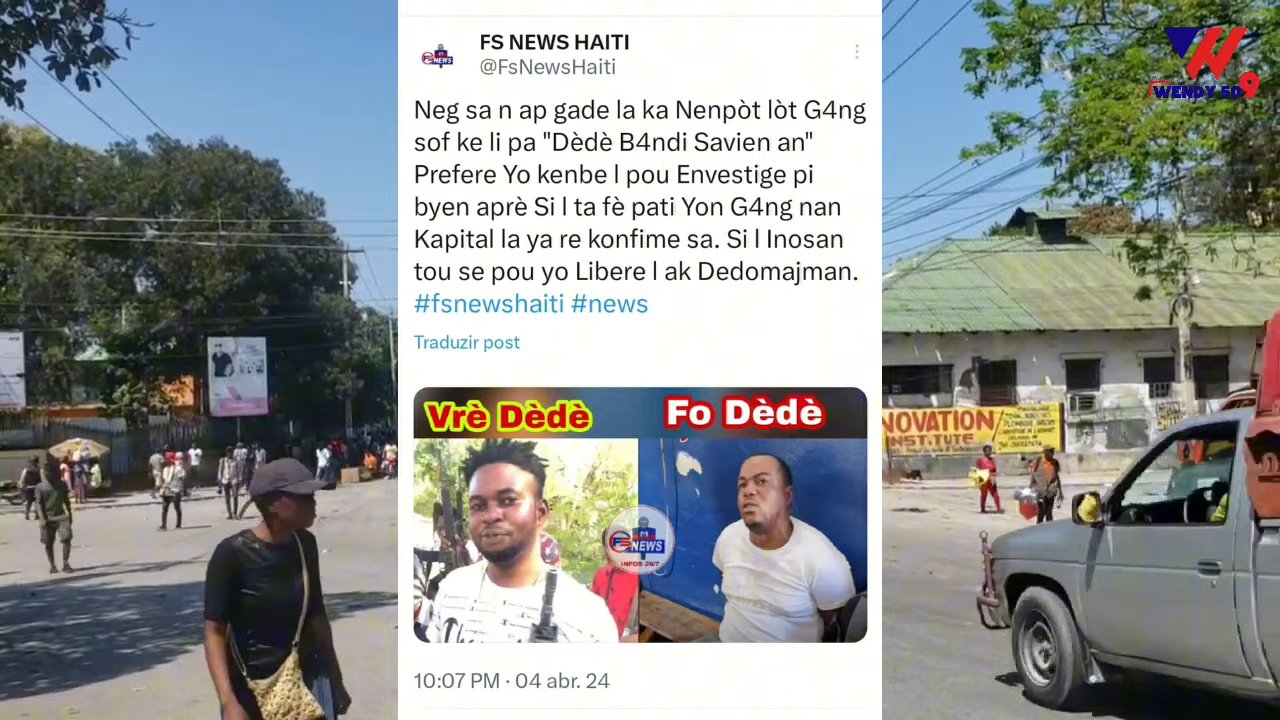 FS NEWS HAITI
@FsNewsHaiti
Neg sa n ap gade la ka Nenpòt lòt G4ng
sof ke li pa "Dèdè B4ndi Savien an"
Prefere Yo kenbe l pou Envestige pi
byen aprè Si l ta fè pati Yon G4ng nan
Kapital la ya re konfime sa. Si l Inosan
tou se pou yo Libere l ak Dedomajman.
#fsnewshaiti #news
Traduzir post
Vrè Dèdè
Fo Dèdè
FS NEWS
INFOS 24/7
10:07 PM · 04 abr. 24
WENDY 509
NOVATION
INSTITUTE